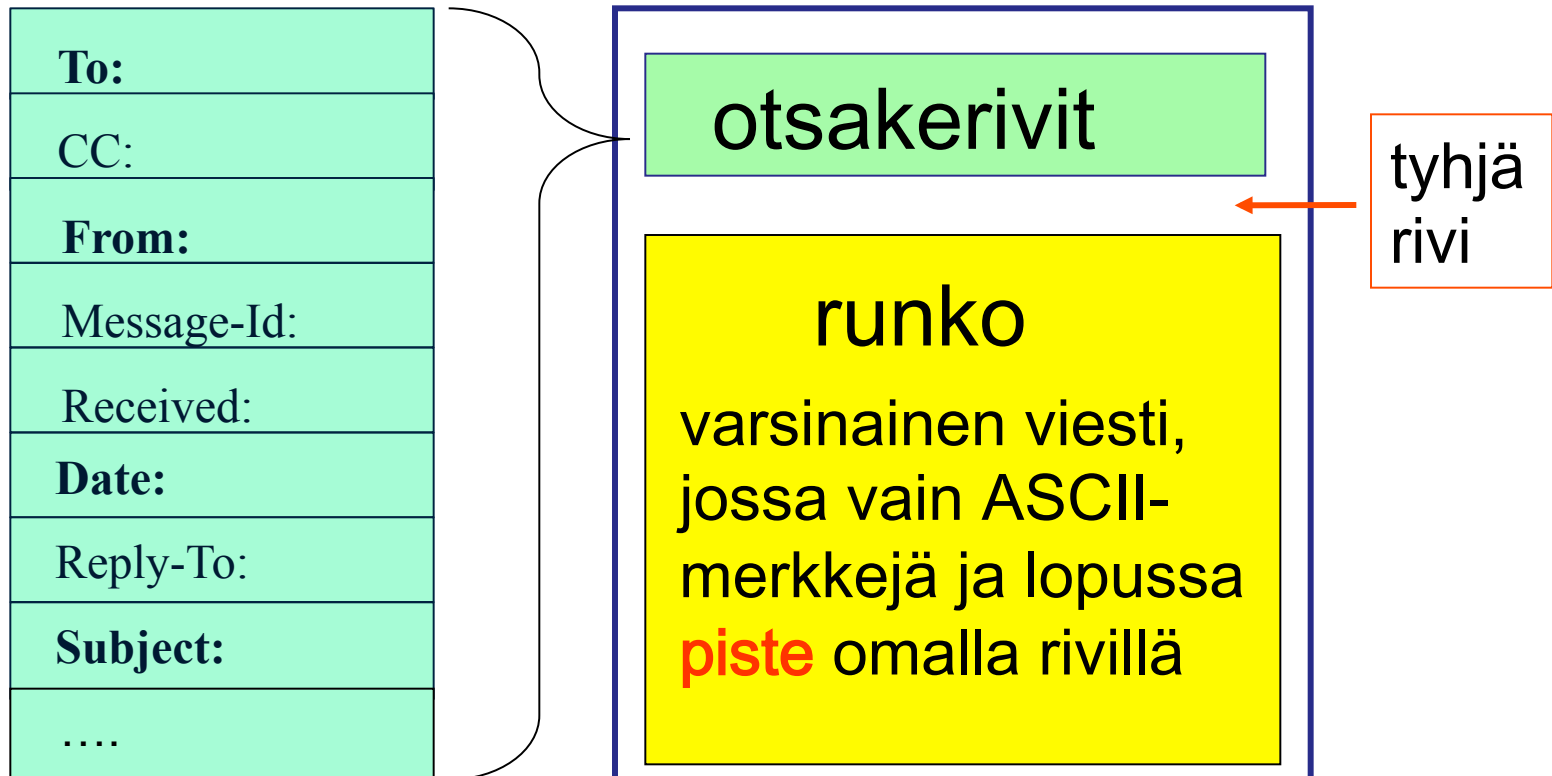 To:
CC:
From:
Message-Id:
Received:
Date:
Reply-To:
Subject:
....
otsakerivit
tyhjä
rivi
runko
varsinainen viesti,
jossa vain ASCII-
merkkejä ja lopussa
piste omalla rivillä